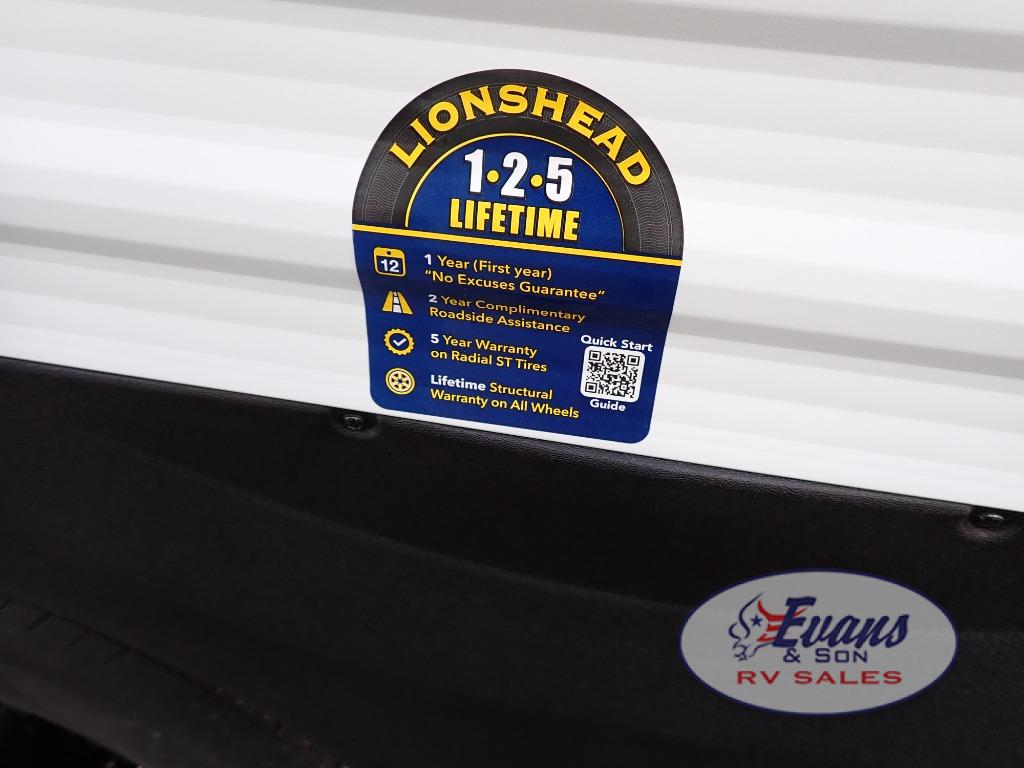 LIONSHEAD
1•2•5
LIFETIME
12
1 Year (First year)
"No Excuses Guarantee"
2 Year Complimentary
Roadside Assistance
5 Year Warranty
on Radial ST Tires
Lifetime Structural
Warranty on All Wheels
Quick Start
Guide
Evans
& SON
RV SALES